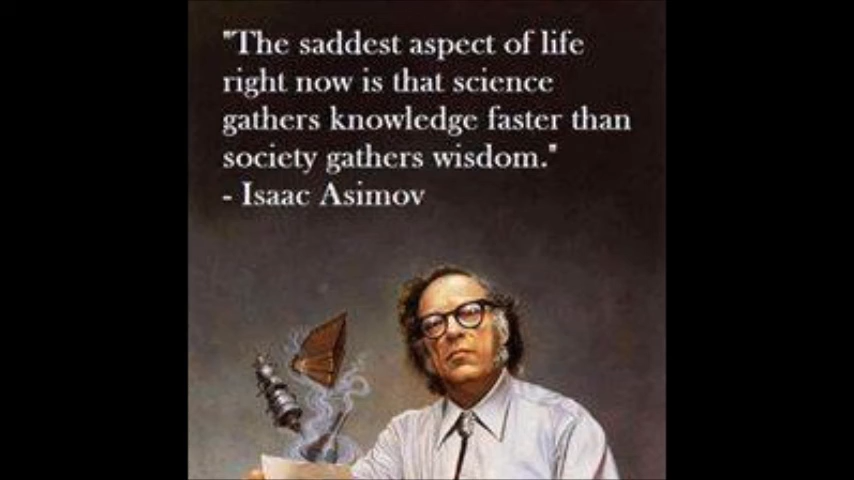 "The saddest aspect of life
right now is that science
gathers knowledge faster than
society gathers wisdom."
- Isaac Asimov